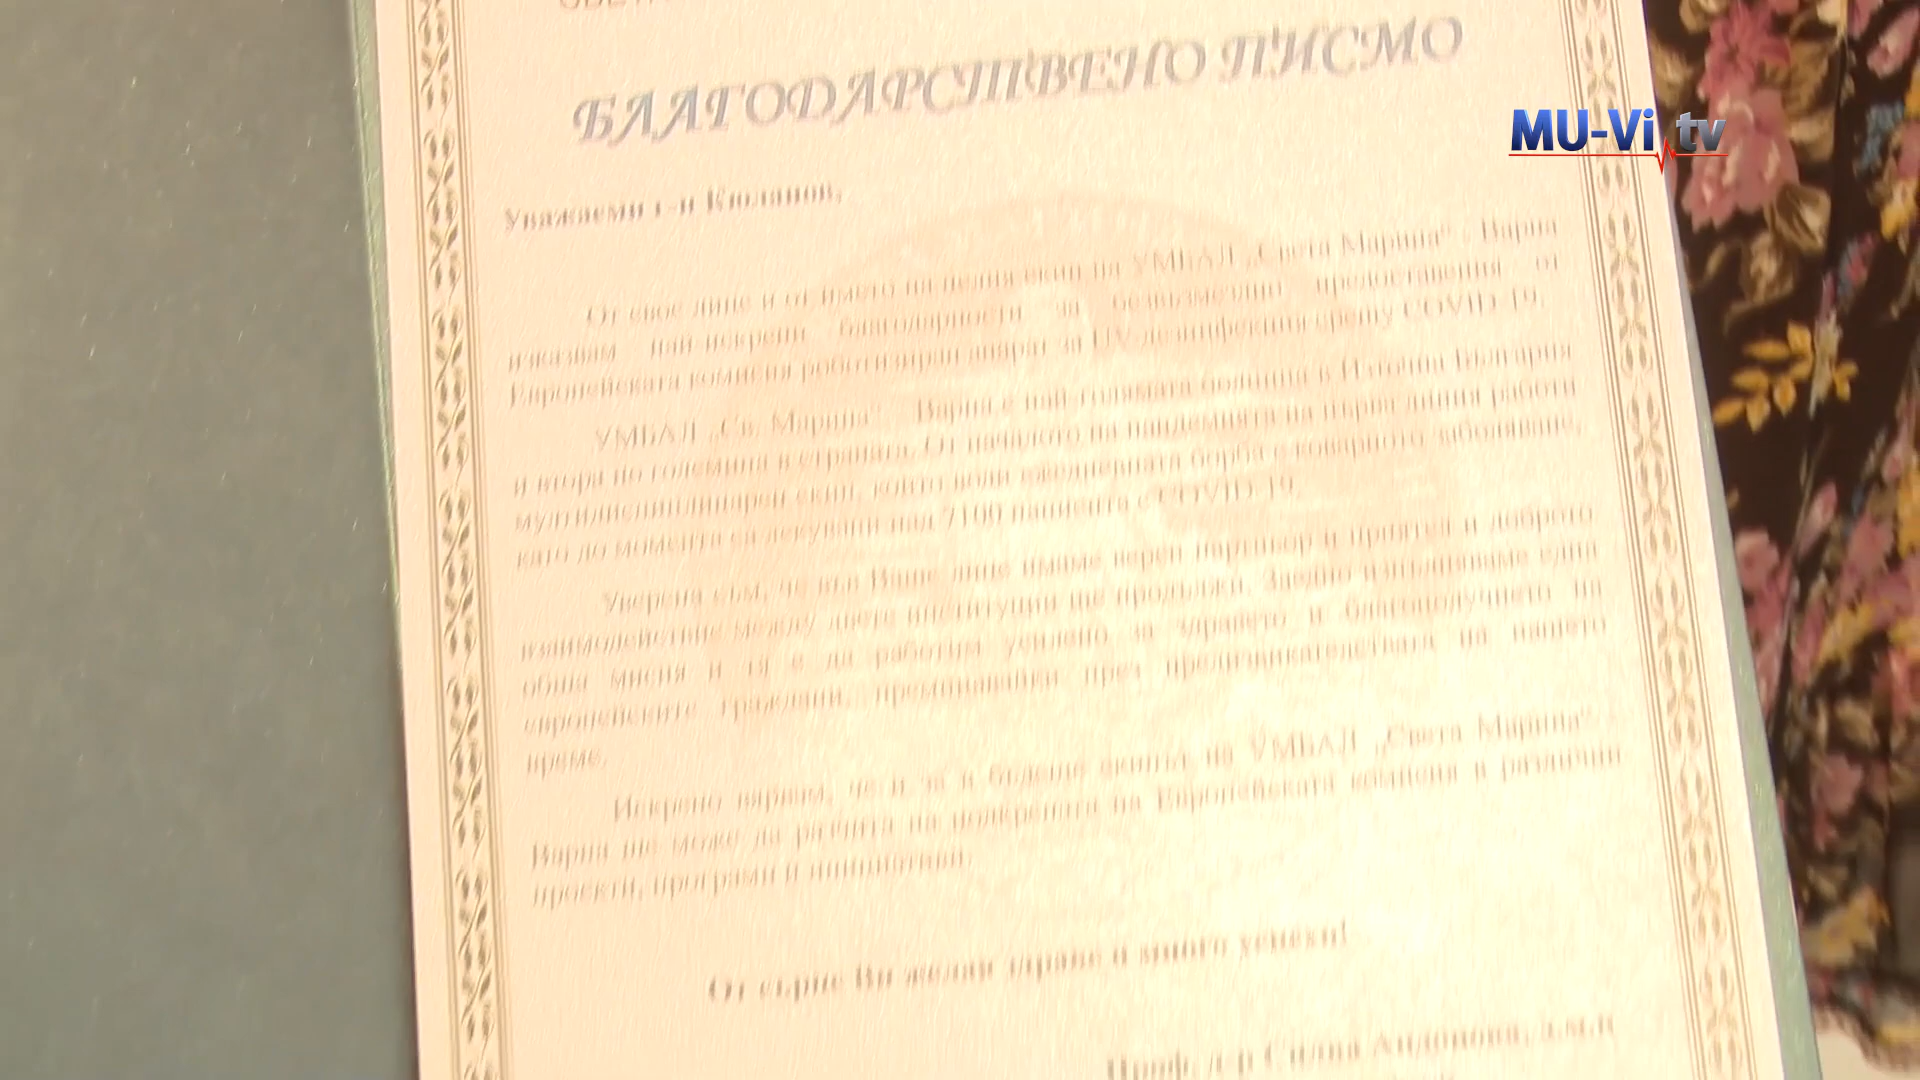 БЛАГОДАРСТВЕНО ПИСМО
MU-Vi tv
Уважаеми г-н Кюланов,
От свое лице и от името на целия екип на УМБАЛ „Света Марина“ - Варна
изказвам най-искрени благодарности за безвъзмездно предоставения от
Европейската комисия роботизиран апарат за UV-дезинфекция срещу COVID-19.
УМБАЛ „Св. Марина“ - Варна е най-голямата болница в Източна България
и втора по големина в страната. От началото на пандемията на първа линия работи
мултидисциплинарен екип, който води ежедневната борба с коварното заболяване,
като до момента са лекувани над 7100 пациента с COVID-19.
Уверена съм, че във Ваше лице имаме верен партньор и приятел и доброто
взаимодействие между двете институции ще продължи. Заедно изпълняваме една
обща мисия и тя е да работим усилено за здравето и благополучието на
европейските граждани, преминавайки през предизвикателствата на нашето
време.
Искрено вярвам, че и за в бъдеще екипът на УМБАЛ „Света Марина“ -
Варна ще може да разчита на подкрепата на Европейската комисия в различни
проекти, програми и инициативи.
От сърце Ви желая здраве и много успехи!
Проф. д-р Силва Андонова, д.м.н